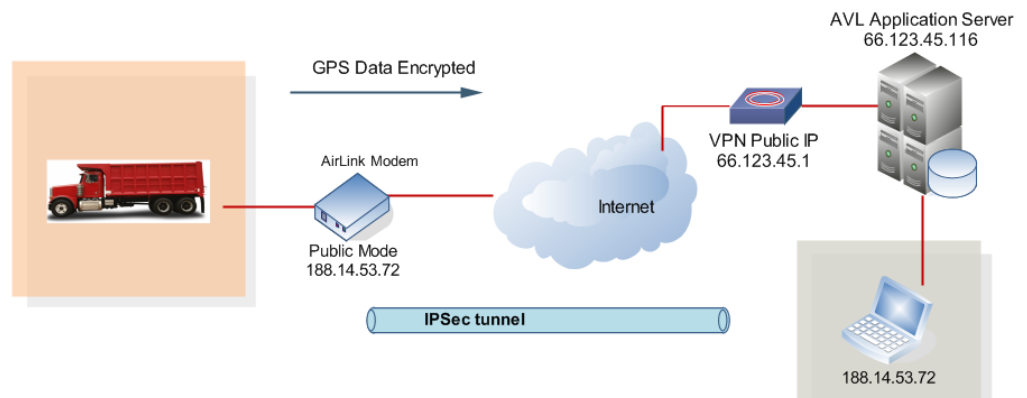 AVL Application Server
66.123.45.116
GPS Data Encrypted
VPN Public IP
66.123.45.1
AirLink Modem
Internet
Public Mode
188.14.53.72
IPSec tunnel
188.14.53.72